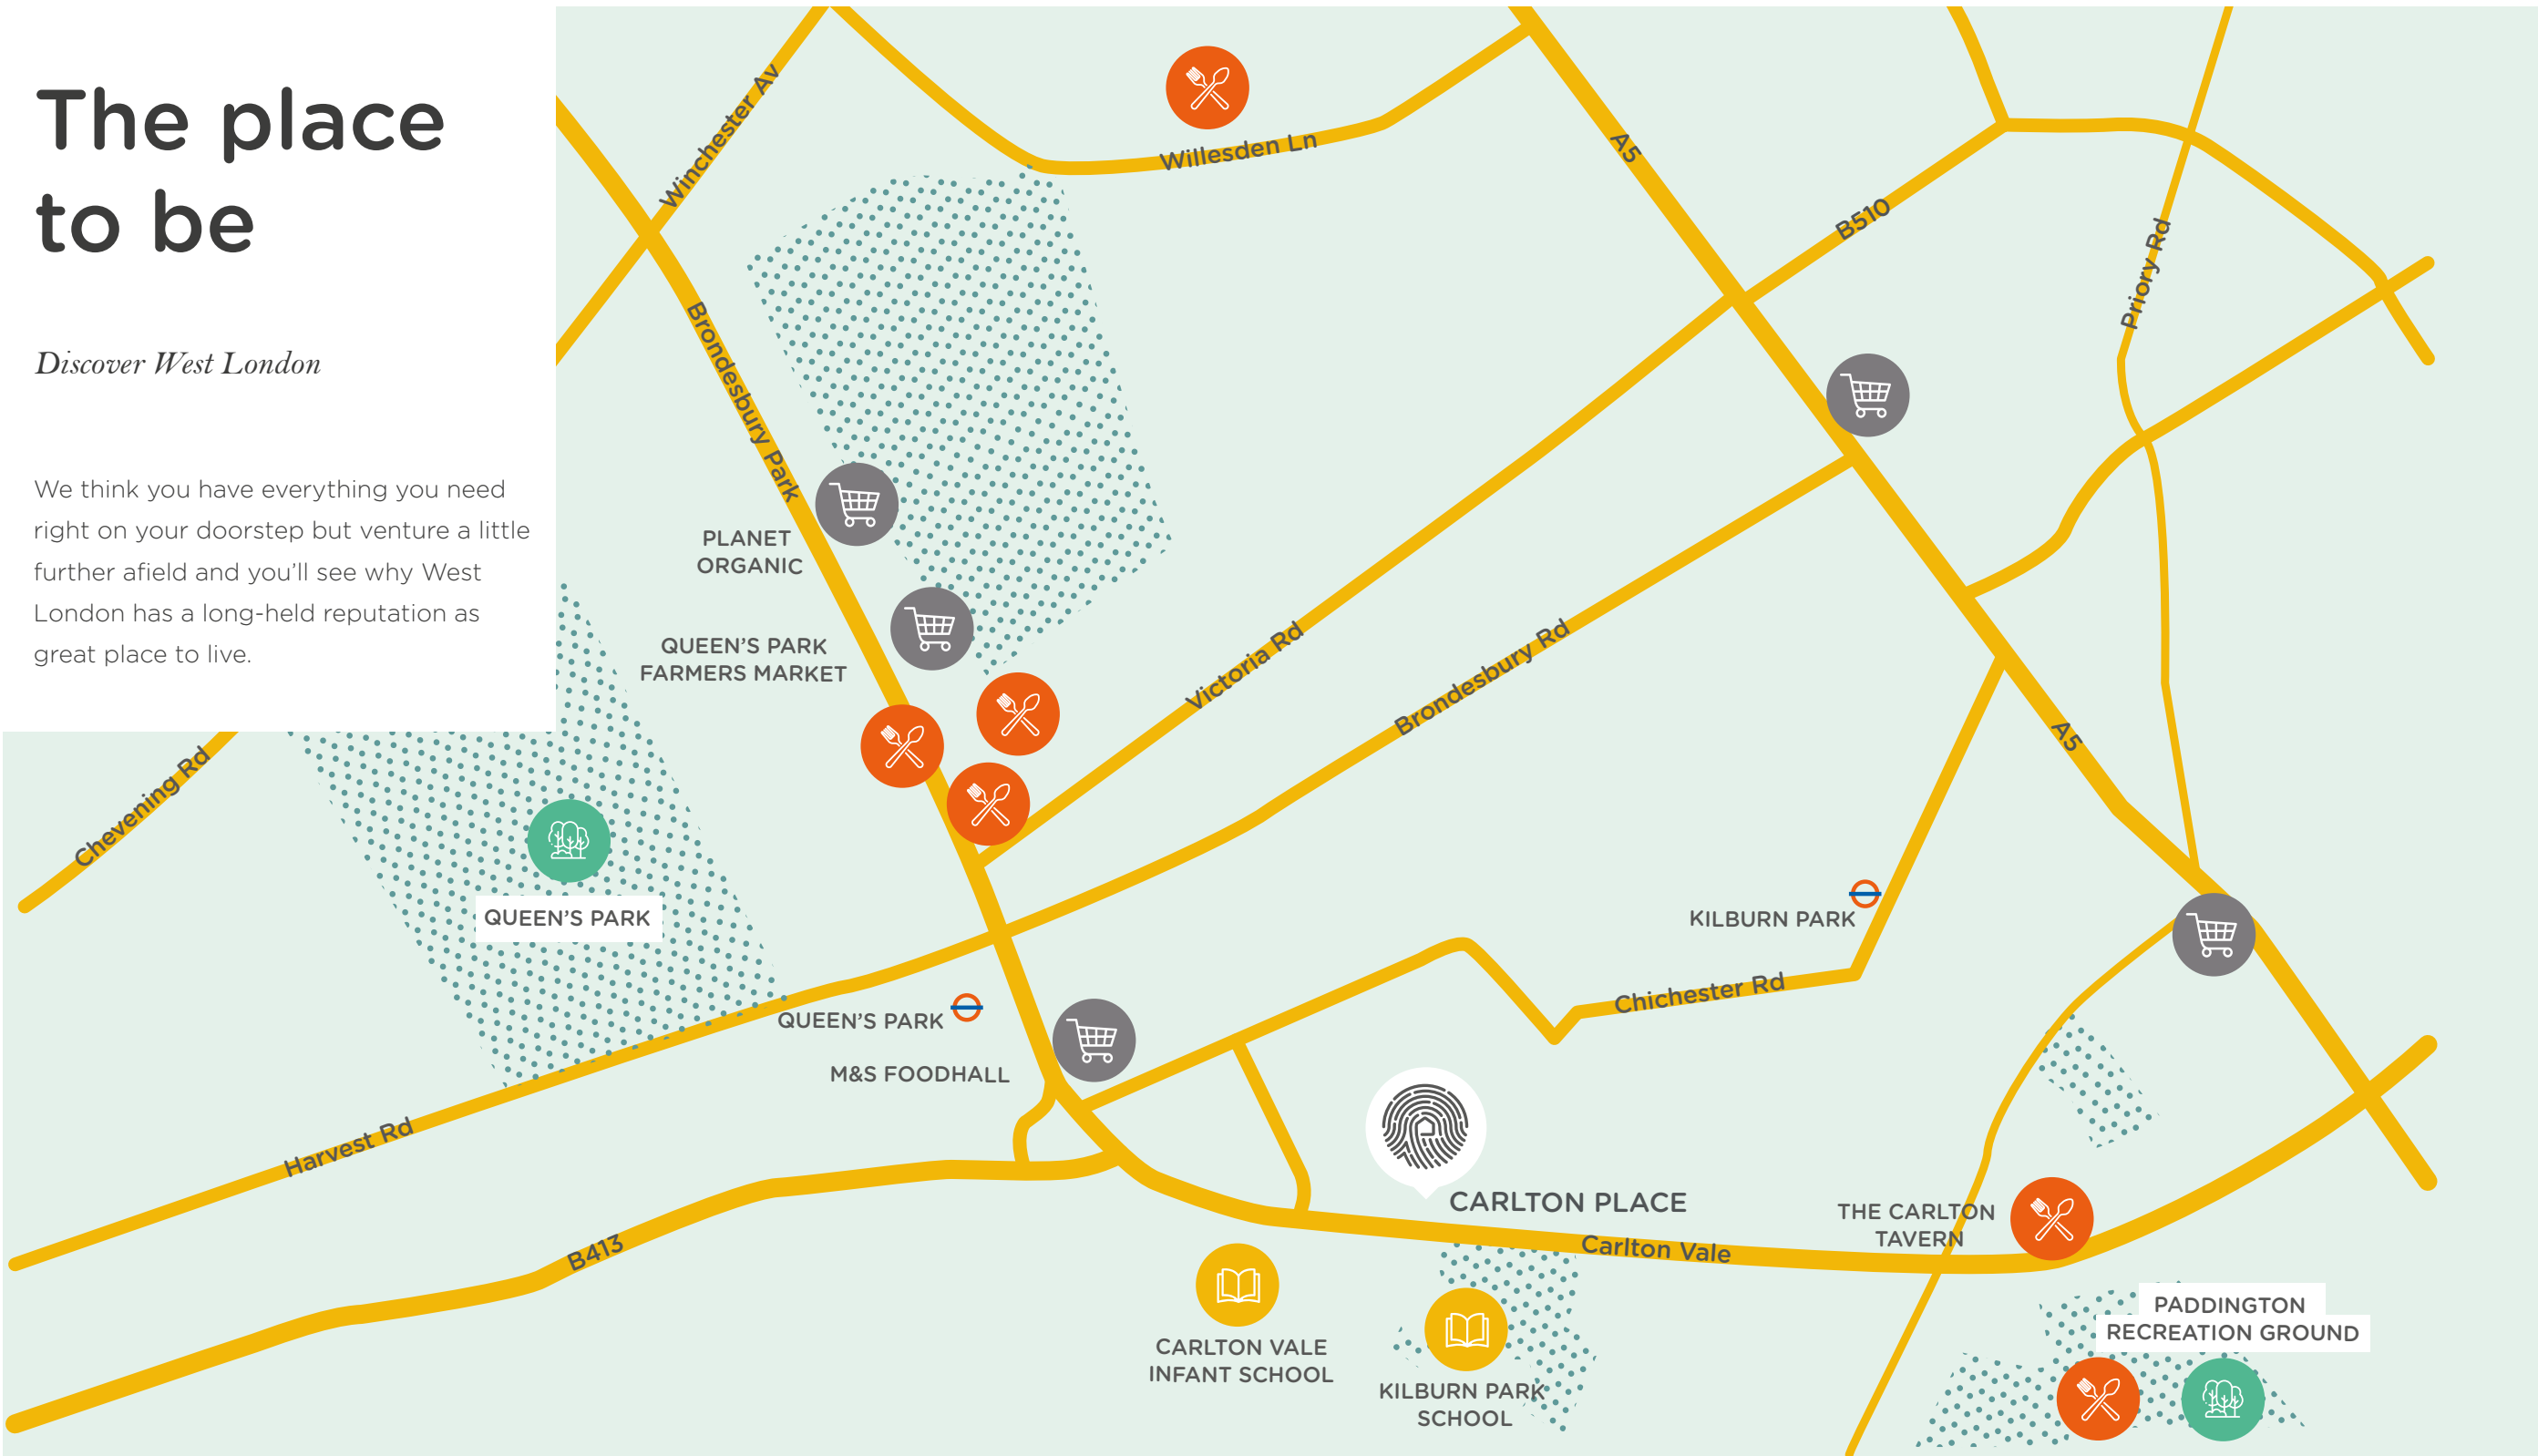 The place
to be
Discover West London
We think you have everything you need
right on your doorstep but venture a little
further afield and you’ll see why West
London has a long-held reputation as
great place to live.
Winchester Av
Willesden Ln
A5
B510
Priory Rd
Brondesbury Park
PLANET
ORGANIC
QUEEN’S PARK
FARMERS MARKET
Victoria Rd
Brondesbury Rd
A5
Chevening Rd
QUEEN’S PARK
KILBURN PARK
Chichester Rd
QUEEN’S PARK
M&S FOODHALL
Harvest Rd
CARLTON PLACE
THE CARLTON
TAVERN
B413
Carlton Vale
CARLTON VALE
INFANT SCHOOL
KILBURN PARK
SCHOOL
PADDINGTON
RECREATION GROUND